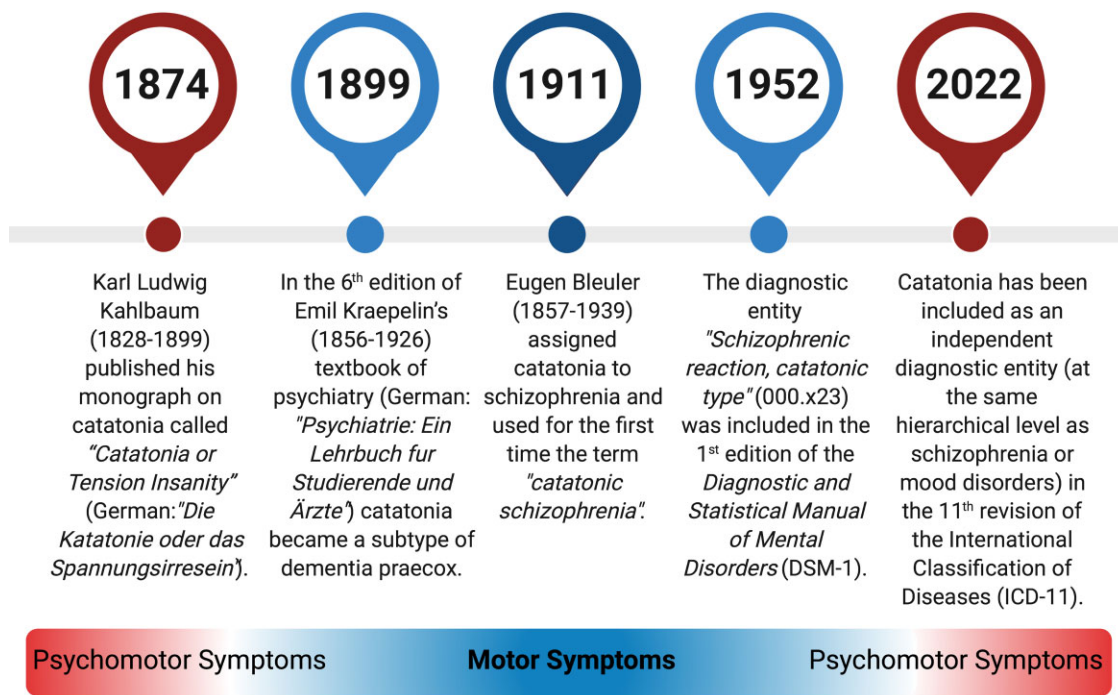 1874
1899
1911
1952
2022
Karl Ludwig
Kahlbaum
(1828-1899)
published his
monograph on
catatonia called
“Catatonia or
Tension Insanity”
(German:"Die
Katatonie oder das
Spannungsirresein").
In the 6th edition of
Emil Kraepelin’s
(1856-1926)
textbook of
psychiatry (German:
"Psychiatrie: Ein
Lehrbuch fur
Studierende und
Ärzte") catatonia
became a subtype of
dementia praecox.
Eugen Bleuler
(1857-1939)
assigned
catatonia to
schizophrenia and
used for the first
time the term
"catatonic
schizophrenia".
The diagnostic
entity
"Schizophrenic
reaction, catatonic
type" (000.x23)
was included in the
1st edition of the
Diagnostic and
Statistical Manual
of Mental
Disorders (DSM-1).
Catatonia has been
included as an
independent
diagnostic entity (at
the same
hierarchical level as
schizophrenia or
mood disorders) in
the 11th revision of
the International
Classification of
Diseases (ICD-11).
Psychomotor Symptoms
Motor Symptoms
Psychomotor Symptoms